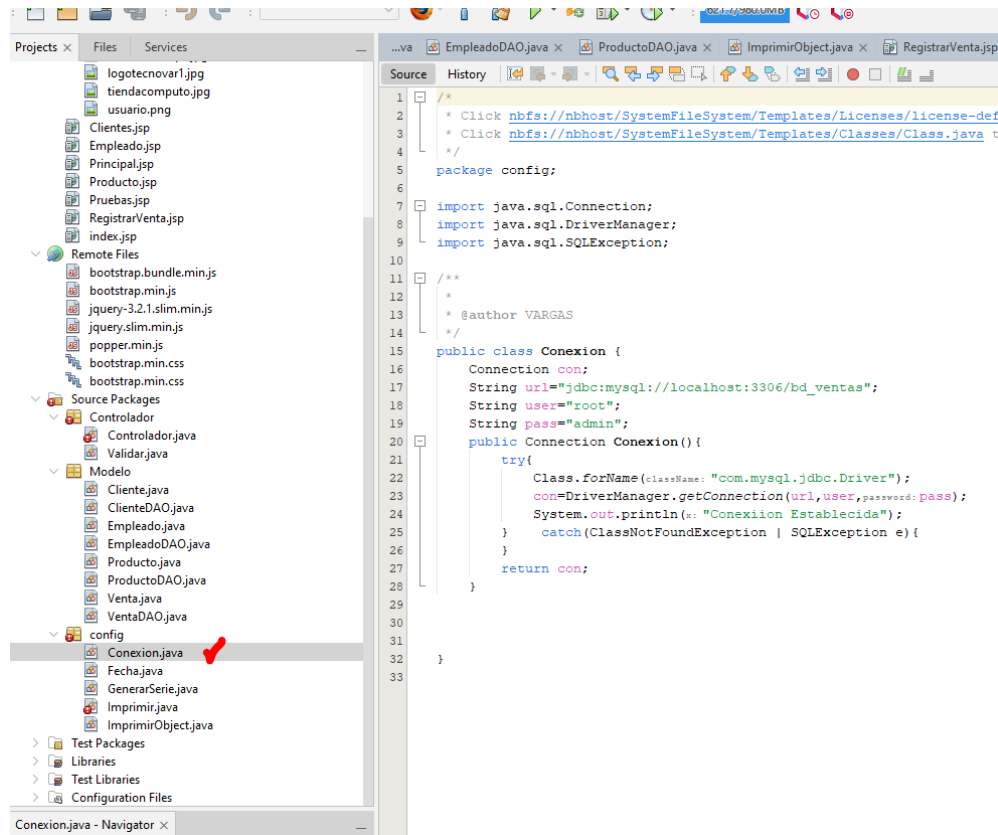 621.7/980.0MB
Projects × Files Services
...va EmpleadoDAO.java × ProductoDAO.java × ImprimirObject.java × RegistrarVenta.jsp
Source History
logotecnovar1.jpg
tiendacomputo.jpg
usuario.png
Clientes.jsp
Empleado.jsp
Principal.jsp
Producto.jsp
Pruebas.jsp
RegistrarVenta.jsp
index.jsp
Remote Files
bootstrap.bundle.min.js
bootstrap.min.js
jquery-3.2.1.slim.min.js
jquery.slim.min.js
popper.min.js
bootstrap.min.css
bootstrap.min.css
Source Packages
Controlador
Controlador.java
Validar.java
Modelo
Cliente.java
ClienteDAO.java
Empleado.java
EmpleadoDAO.java
Producto.java
ProductoDAO.java
Venta.java
VentaDAO.java
config
Conexion.java
Fecha.java
GenerarSerie.java
Imprimir.java
ImprimirObject.java
Test Packages
Libraries
Test Libraries
Configuration Files
Conexion.java - Navigator ×
1 /*
2 * Click nbfs://nbhost/SystemFileSystem/Templates/Licenses/license-def
3 * Click nbfs://nbhost/SystemFileSystem/Templates/Classes/Class.java t
4 */
5 package config;
6
7 import java.sql.Connection;
8 import java.sql.DriverManager;
9 import java.sql.SQLException;
10
11 /**
12 *
13 * @author VARGAS
14 */
15 public class Conexion {
16 Connection con;
17 String url="jdbc:mysql://localhost:3306/bd_ventas";
18 String user="root";
19 String pass="admin";
20 public Connection Conexion(){
21 try{
22 Class.forName(className: "com.mysql.jdbc.Driver");
23 con=DriverManager.getConnection(url,user,password: pass);
24 System.out.println(x: "Conexiion Establecida");
25 } catch(ClassNotFoundException | SQLException e){
26 }
27 return con;
28 }
29
30
31
32 }
33